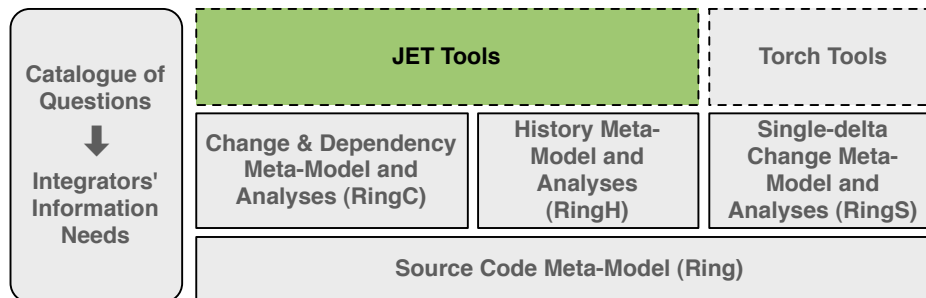 Catalogue of
Questions
Integrators'
Information
Needs
JET Tools
Torch Tools
Change & Dependency
Meta-Model and
Analyses (RingC)
History Meta-
Model and
Analyses
(RingH)
Single-delta
Change Meta-
Model and
Analyses (RingS)
Source Code Meta-Model (Ring)